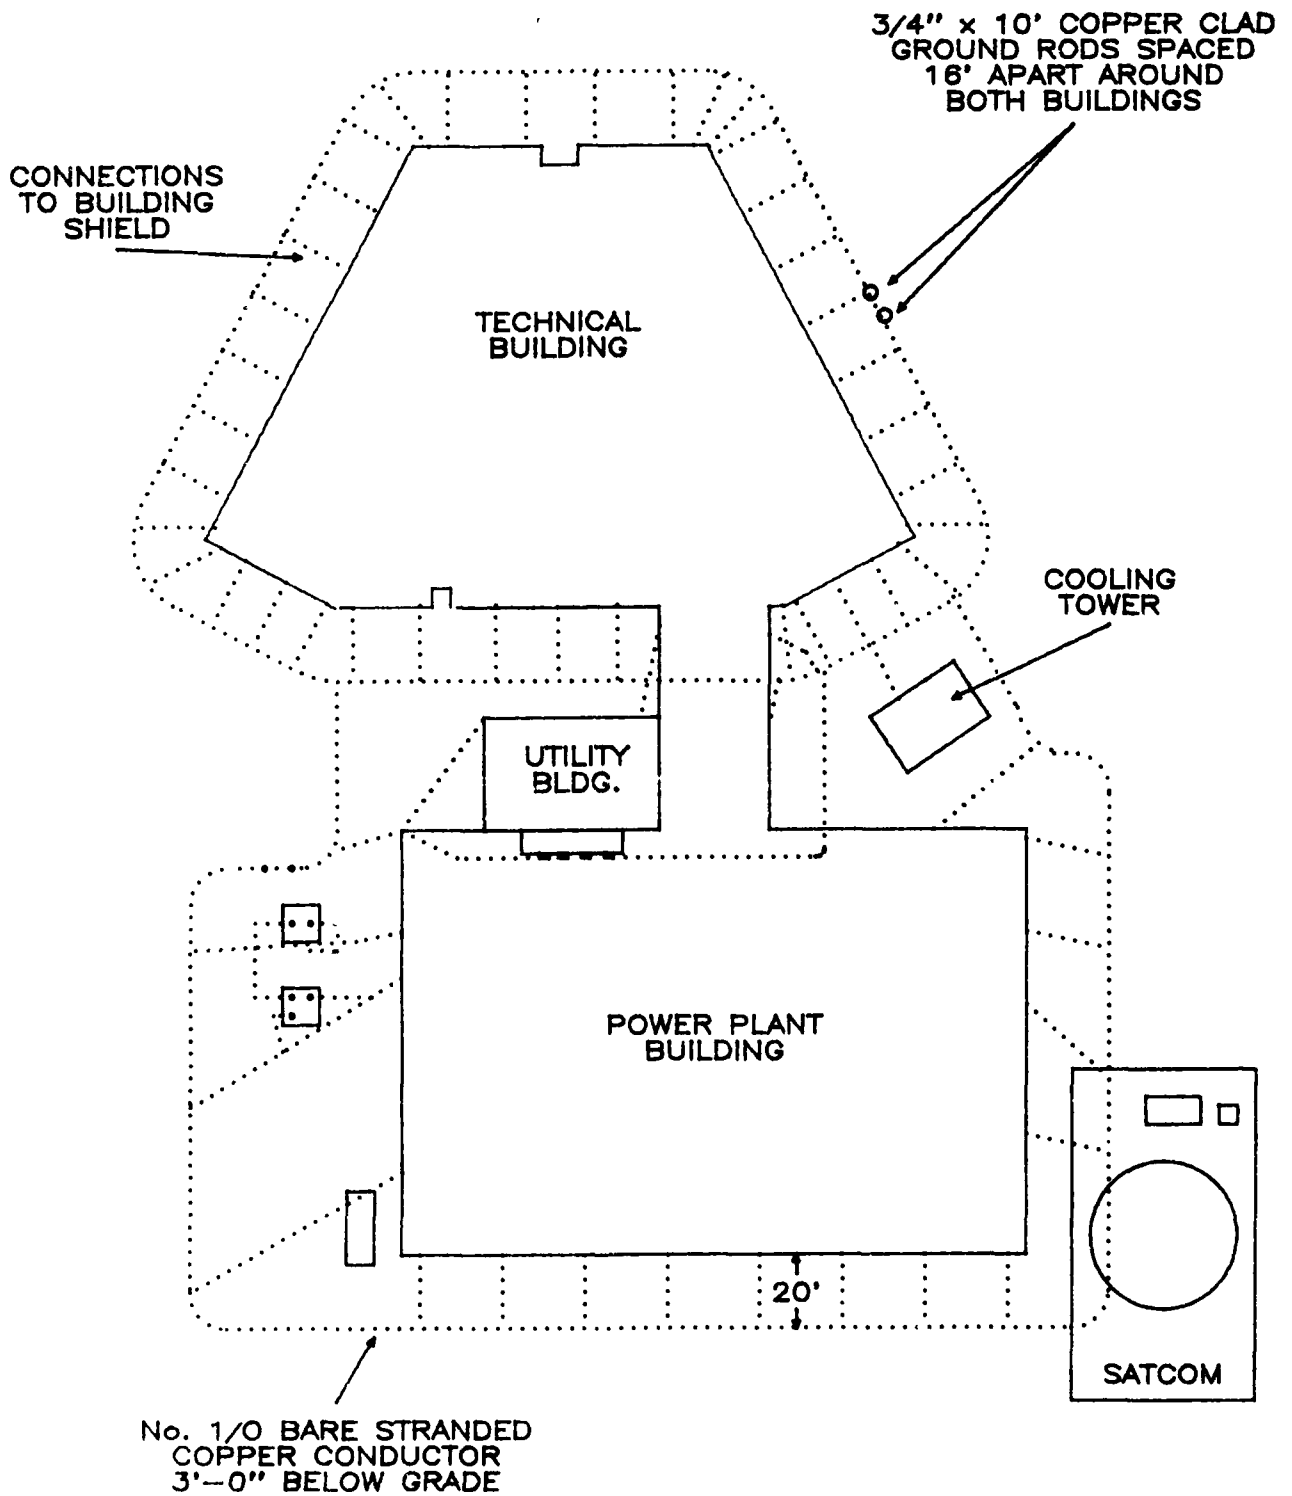 3/4" x 10' COPPER CLAD
GROUND RODS SPACED
16' APART AROUND
BOTH BUILDINGS
CONNECTIONS
TO BUILDING
SHIELD
TECHNICAL
BUILDING
COOLING
TOWER
UTILITY
BLDG.
POWER PLANT
BUILDING
20'
SATCOM
No. 1/0 BARE STRANDED
COPPER CONDUCTOR
3'-0" BELOW GRADE